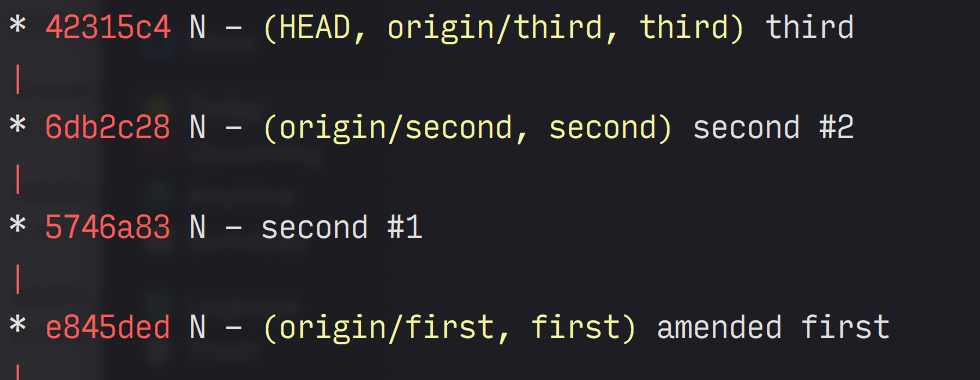 * 42315c4 N - (HEAD, origin/third, third) third
|
* 6db2c28 N - (origin/second, second) second #2
|
* 5746a83 N - second #1
|
* e845ded N - (origin/first, first) amended first
|